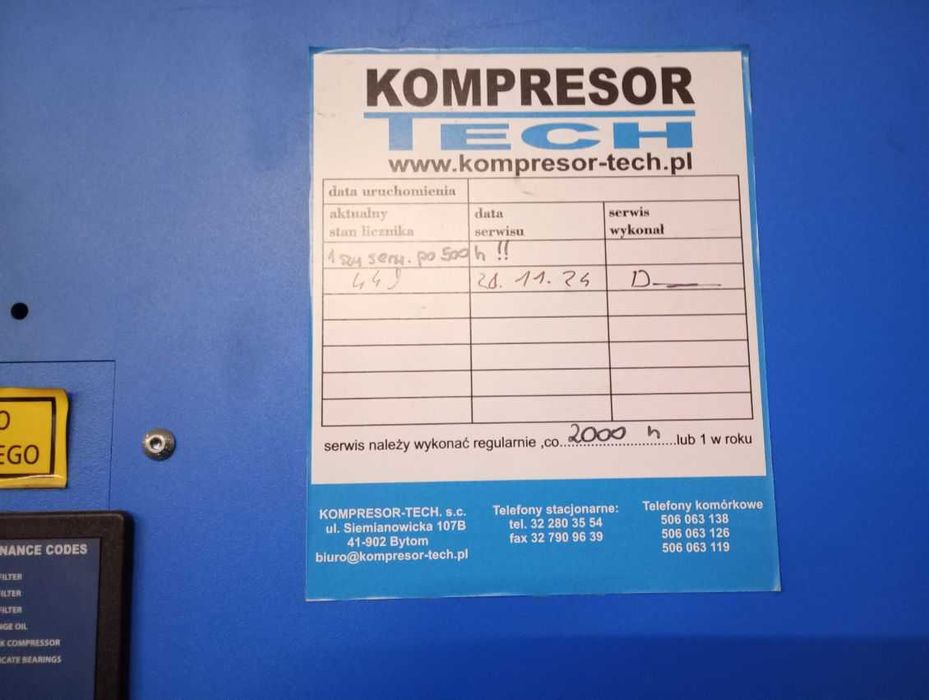 KOMPRESOR
TECH
www.kompresor-tech.pl
data uruchomienia
aktualny stan licznika
data serwisu
serwis wykonał
1 szy serw. po 500 h !!
449
11.24
serwis należy wykonać regularnie ,co...2000 h...lub 1 w roku
KOMPRESOR-TECH. s.c.
ul. Siemianowicka 107B
41-902 Bytom
biuro@kompresor-tech.pl
Telefony stacjonarne:
tel. 32 280 35 54
fax 32 790 96 39
Telefony komórkowe
506 063 138
506 063 126
506 063 119
O
EGO
NANCE CODES
FILTER
FILTER
FILTER
NGE OIL
K COMPRESSOR
ICATE BEARINGS